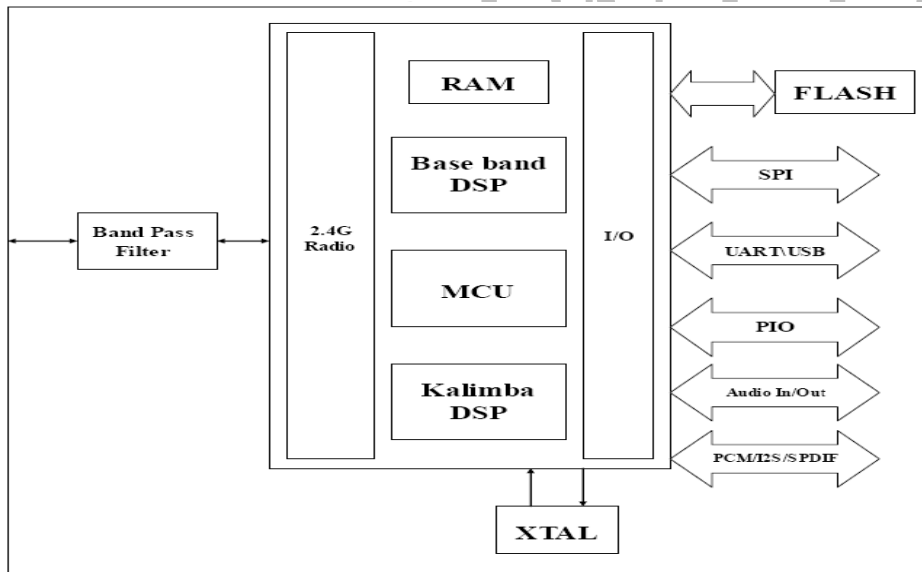 RAM
FLASH
Base band
DSP
SPI
Band Pass
Filter
2.4G
Radio
I/O
UART\USB
MCU
PIO
Kalimba
DSP
Audio In/Out
PCM/I2S/SPDIF
XTAL